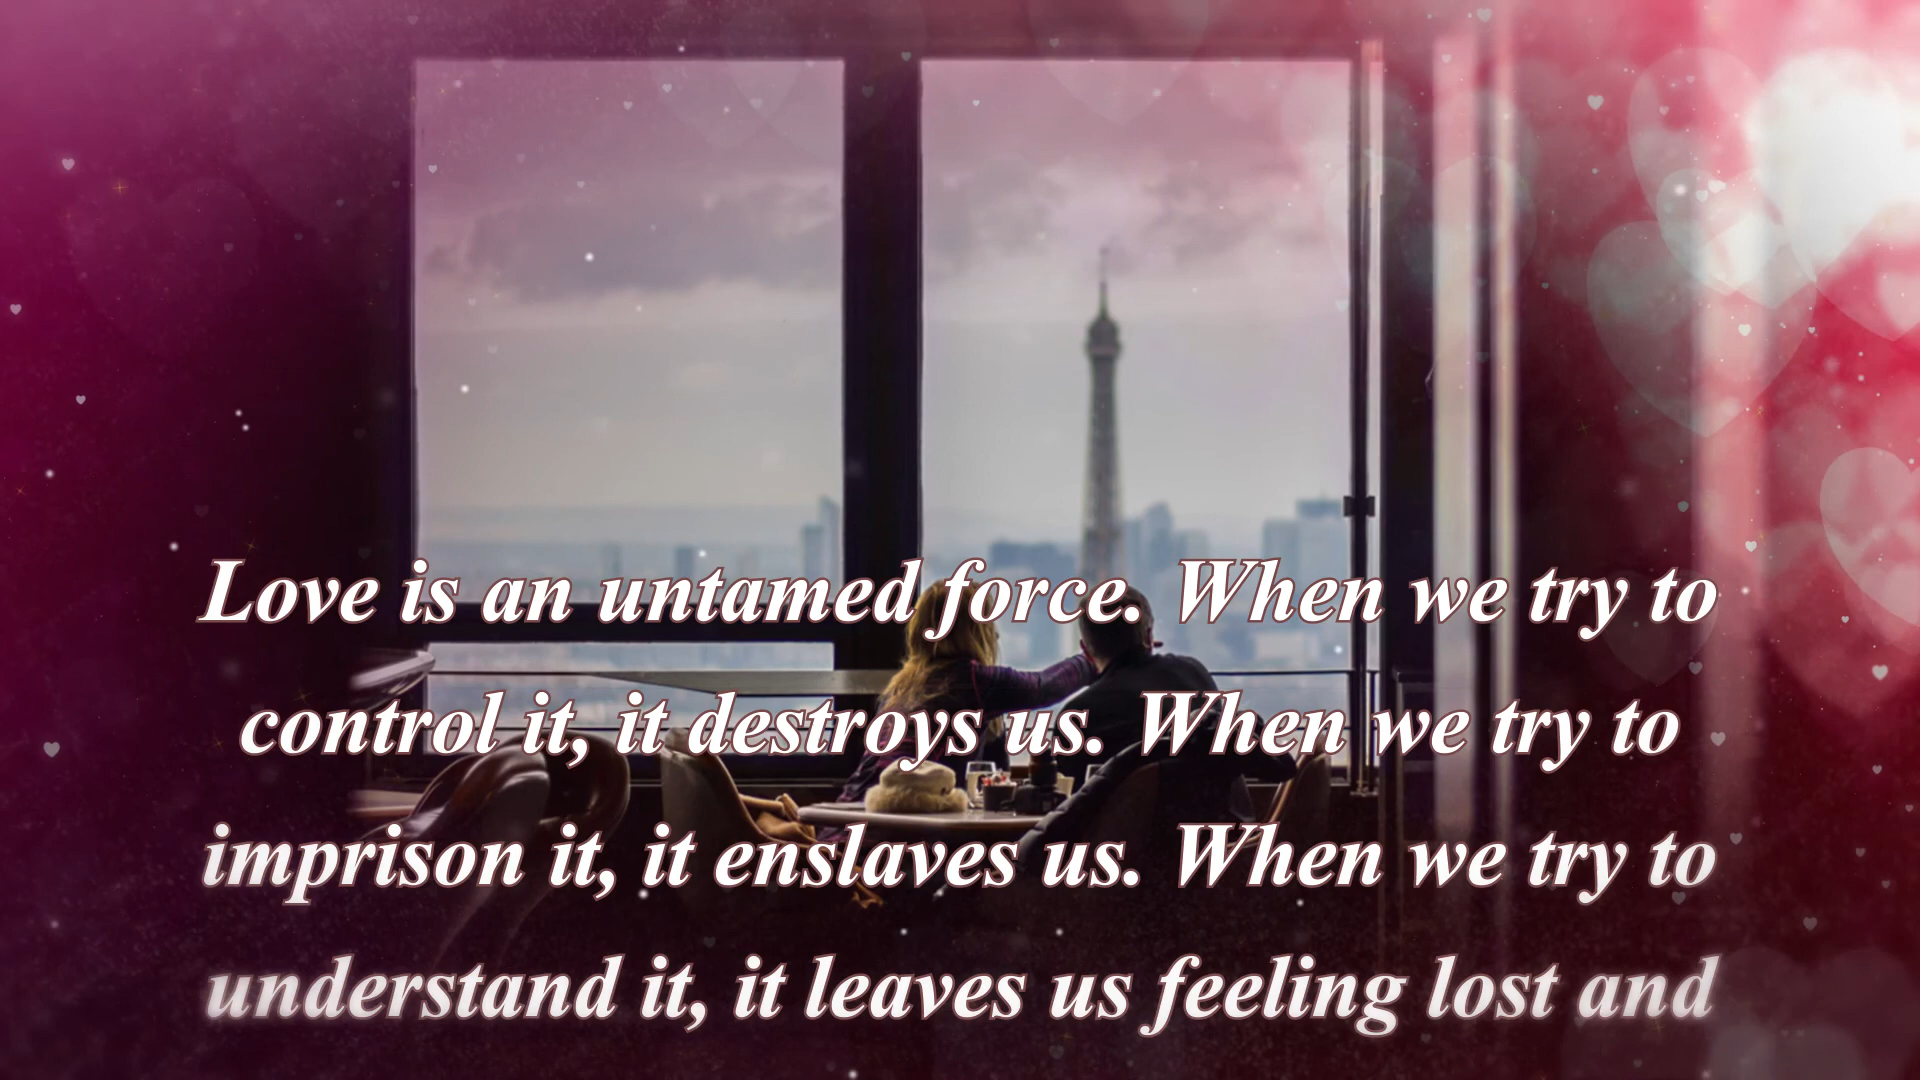 Love is an untamed force. When we try to
control it, it destroys us. When we try to
imprison it, it enslaves us. When we try to
understand it, it leaves us feeling lost and